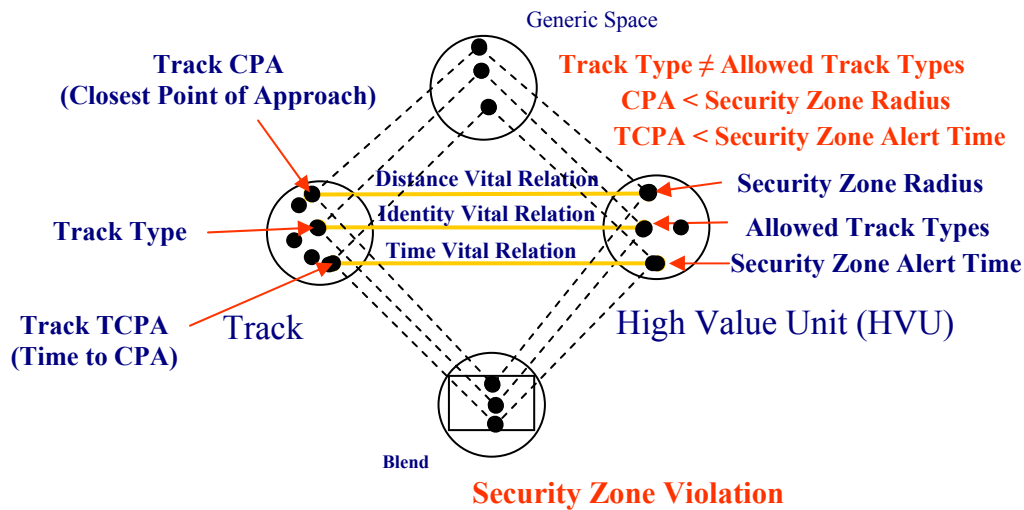 Generic Space
Track CPA
(Closest Point of Approach)
Track Type ≠ Allowed Track Types
CPA < Security Zone Radius
TCPA < Security Zone Alert Time
Distance Vital Relation
Security Zone Radius
Track Type
Identity Vital Relation
Allowed Track Types
Time Vital Relation
Security Zone Alert Time
Track TCPA
(Time to CPA)
Track
High Value Unit (HVU)
Blend
Security Zone Violation